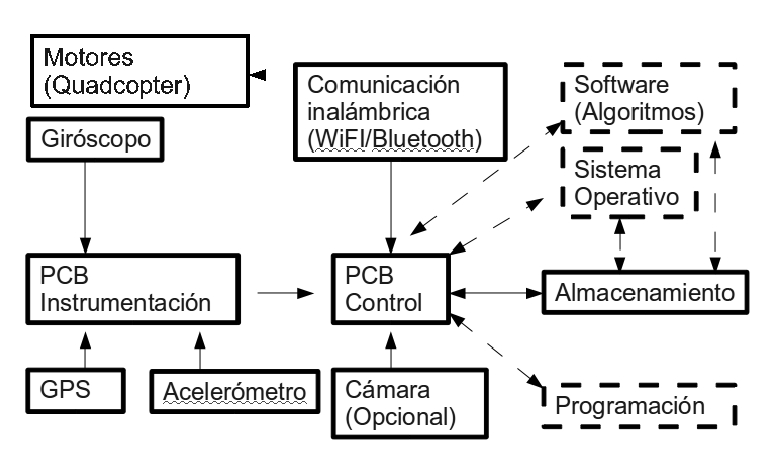 Motores
(Quadcopter)
Comunicación
inalámbrica
(WiFI/Bluetooth)
Software
(Algoritmos)
Giróscopo
Sistema
Operativo
PCB
Instrumentación
PCB
Control
Almacenamiento
GPS
Acelerómetro
Cámara
(Opcional)
Programación